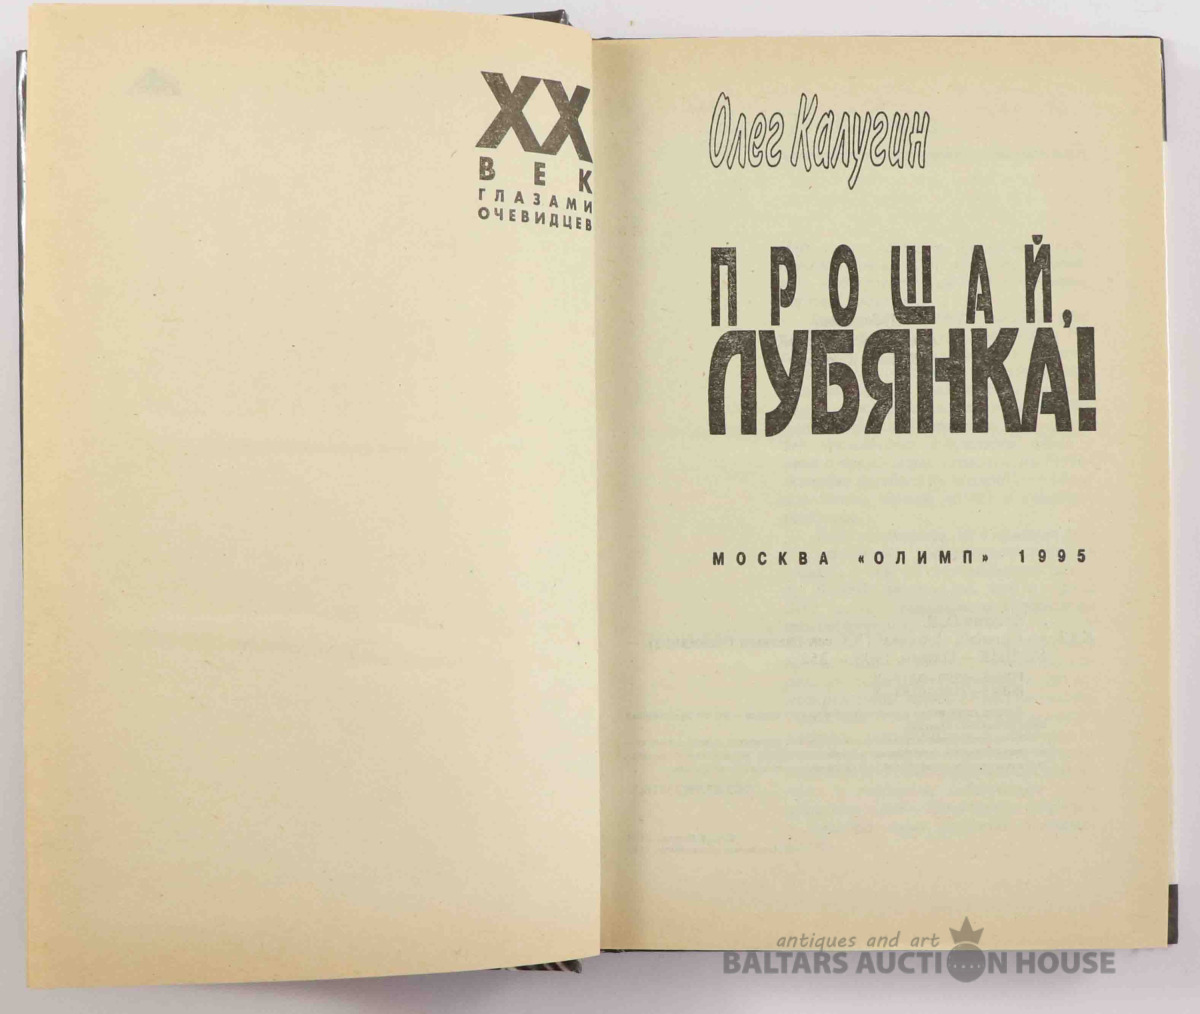 XX
ВЕК
ГЛАЗАМИ
ОЧЕВИДЦЕВ
Олег Калугин
ПРОЩАЙ,
ЛУБЯНКА!
МОСКВА «ОЛИМП» 1995
antiques and art
BALTARS AUCTION HOUSE